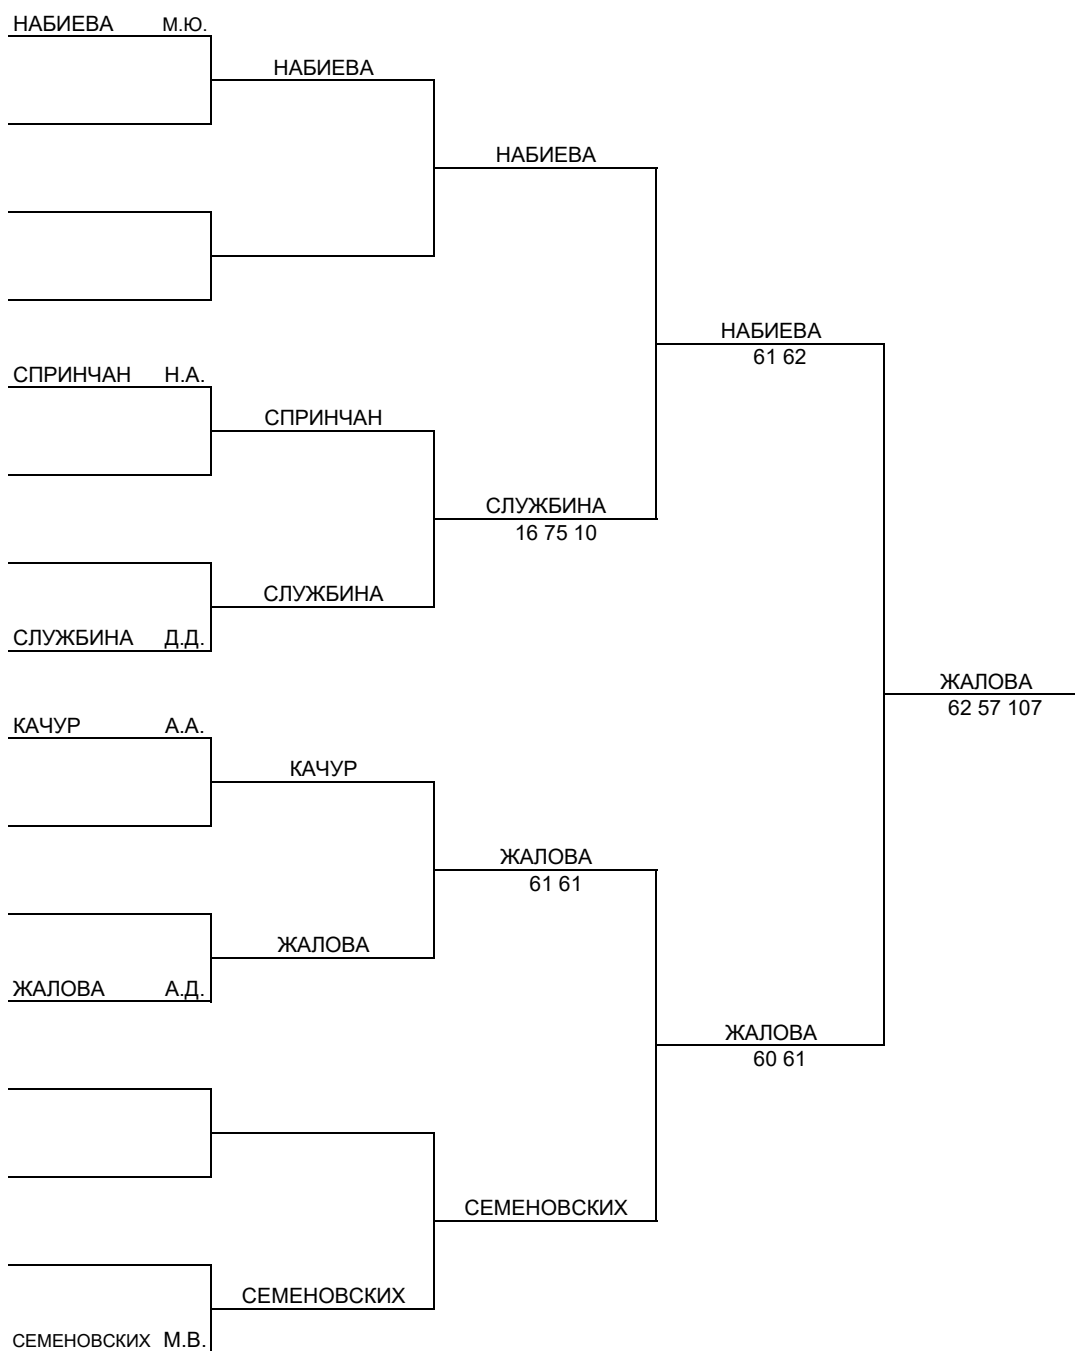 НАБИЕВА М.Ю.
НАБИЕВА
НАБИЕВА
НАБИЕВА
61 62
СПРИНЧАН Н.А.
СПРИНЧАН
СЛУЖБИНА
16 75 10
СЛУЖБИНА
СЛУЖБИНА Д.Д.
ЖАЛОВА
62 57 107
КАЧУР А.А.
КАЧУР
ЖАЛОВА
61 61
ЖАЛОВА
ЖАЛОВА А.Д.
ЖАЛОВА
60 61
СЕМЕНОВСКИХ
СЕМЕНОВСКИХ
СЕМЕНОВСКИХ М.В.